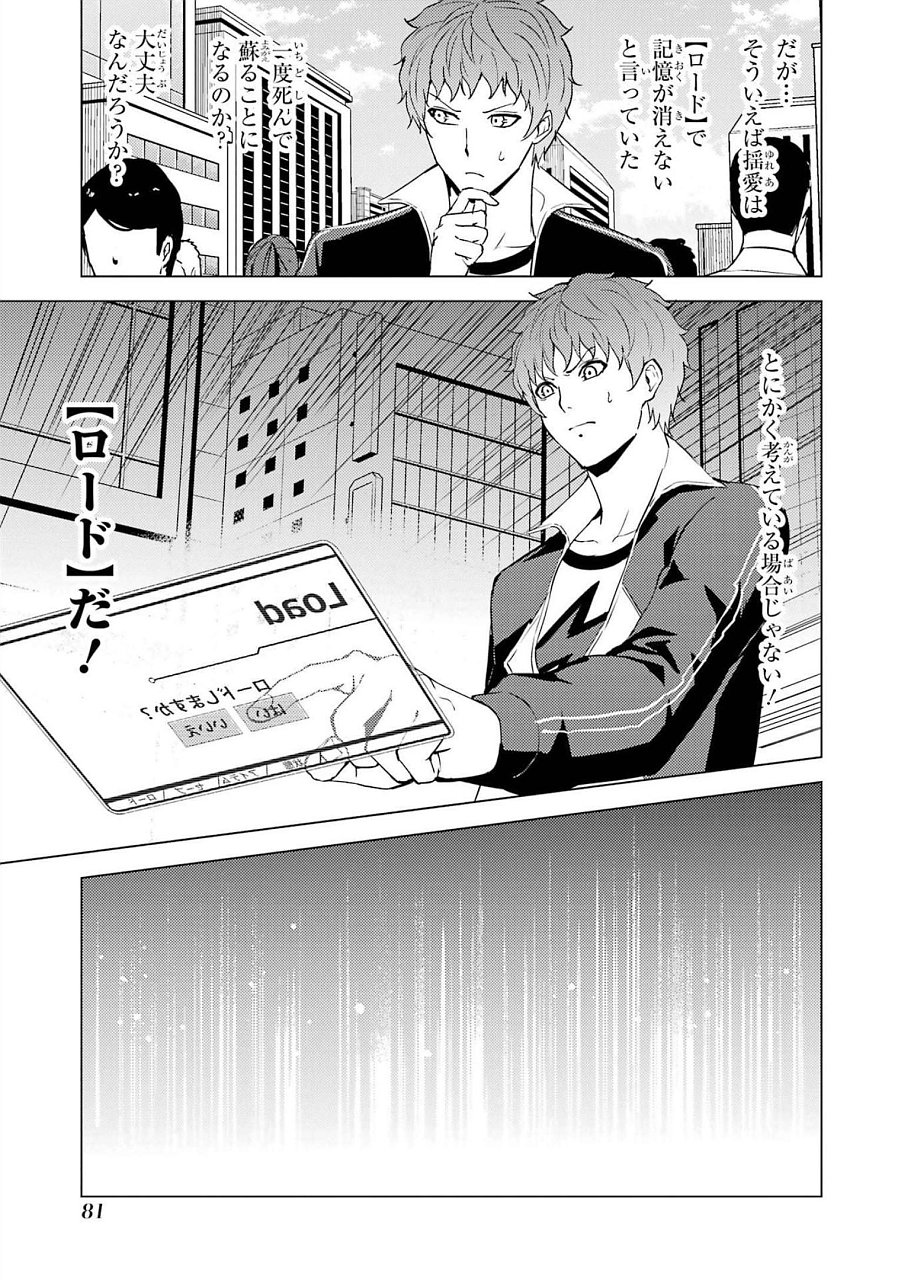 だが…
そういえば揺愛は
【ロード】で
記憶が消えない
と言っていた
一度死んで
蘇ることに
なるのか？
大丈夫
なんだろうか？
とにかく考えている場合じゃない！
Load
ロードしますか？
はい
いいえ
【ロード】だ！
81